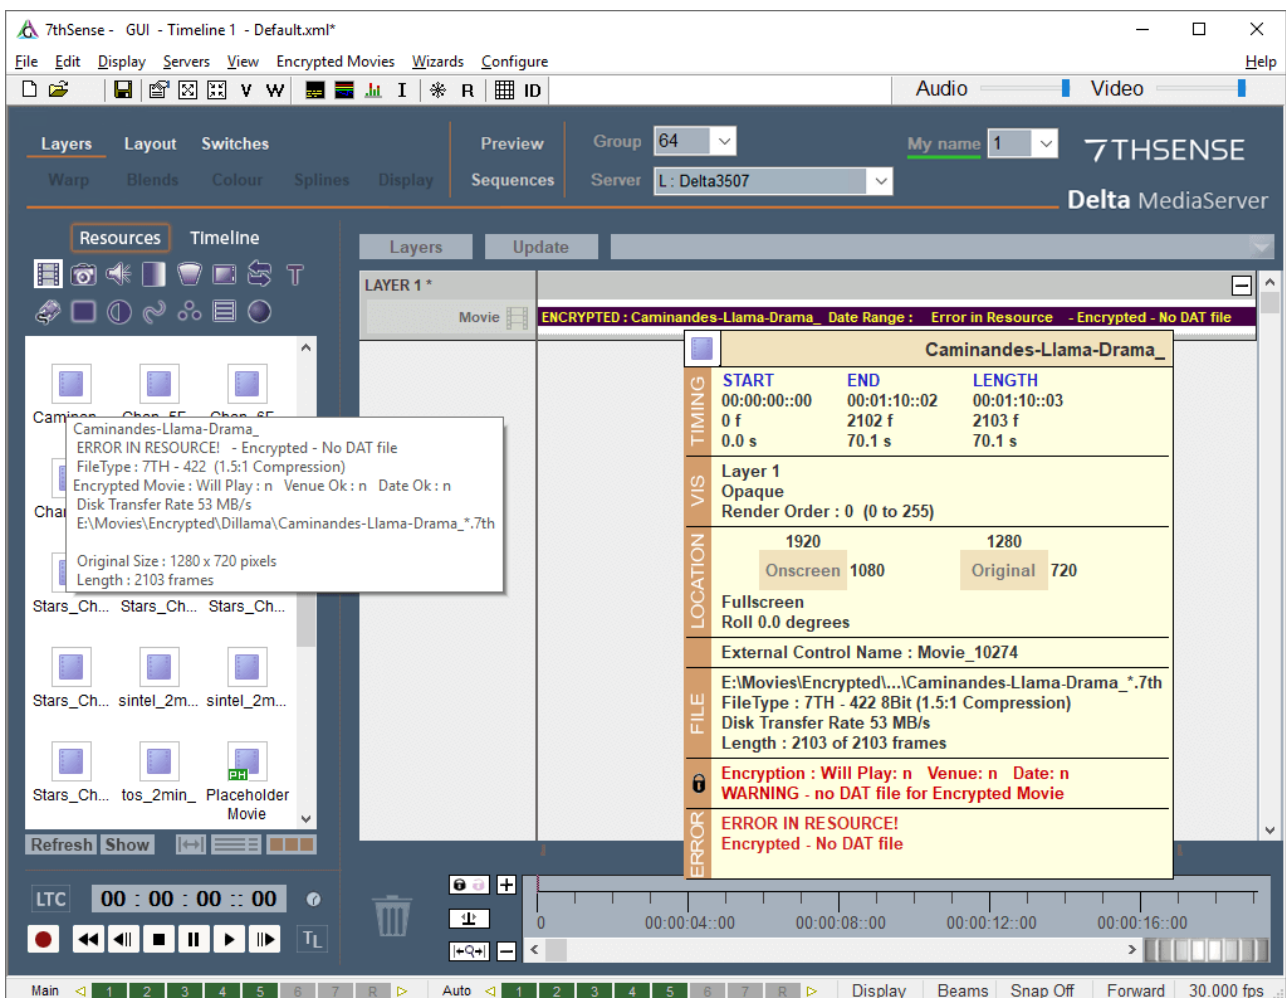 7thSense - GUI - Timeline 1 - Default.xml*
File Edit Display Servers View Encrypted Movies Wizards Configure Help
V W I R ID Audio Video
Layers Layout Switches Preview Group 64 My name 1 7THSENSE
Warp Blends Colour Splines Display Sequences Server L : Delta3507
Delta MediaServer
Resources Timeline
Layers Update
T
LAYER 1 *
Movie ENCRYPTED : Caminandes-Llama-Drama_ Date Range : Error in Resource - Encrypted - No DAT file
Caminandes-Llama-Drama_
TIMING
START END LENGTH
00:00:00::00 00:01:10::02 00:01:10::03
0 f 2102 f 2103 f
0.0 s 70.1 s 70.1 s
VIS
Layer 1
Opaque
Render Order : 0 (0 to 255)
LOCATION
1920 1280
Onscreen 1080 Original 720
Fullscreen
Roll 0.0 degrees
External Control Name : Movie_10274
FILE
E:\Movies\Encrypted\...\Caminandes-Llama-Drama_*.7th
FileType : 7TH - 422 8Bit (1.5:1 Compression)
Disk Transfer Rate 53 MB/s
Length : 2103 of 2103 frames
Encryption : Will Play: n Venue: n Date: n
WARNING - no DAT file for Encrypted Movie
ERROR
ERROR IN RESOURCE!
Encrypted - No DAT file
Caminandes-Llama-Drama_
ERROR IN RESOURCE! - Encrypted - No DAT file
FileType : 7TH - 422 (1.5:1 Compression)
Encrypted Movie : Will Play : n Venue Ok : n Date Ok : n
Disk Transfer Rate 53 MB/s
E:\Movies\Encrypted\Dillama\Caminandes-Llama-Drama_*.7th
Original Size : 1280 x 720 pixels
Length : 2103 frames
Stars_Ch... Stars_Ch... Stars_Ch...
Stars_Ch... sintel_2m... sintel_2m...
PH
Stars_Ch... tos_2min_ Placeholder
Movie
Refresh Show
LTC 00 : 00 : 00 :: 00
TL
0 00:00:04::00 00:00:08::00 00:00:12::00 00:00:16::00
Main 1 2 3 4 5 6 7 R Auto 1 2 3 4 5 6 7 R Display Beams Snap Off Forward 30.000 fps